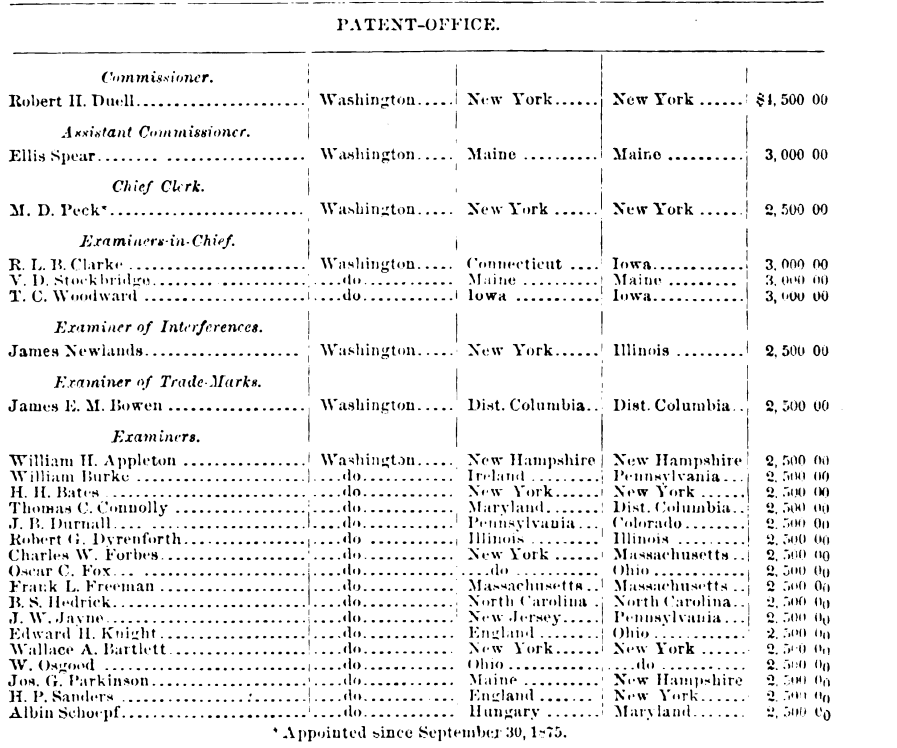 PATENT-OFFICE.
Commissioner.
Robert H. Duell..................... Washington..... New York...... New York ...... $4,500 00
Assistant Commissioner.
Ellis Spear........ ................. Washington..... Maine .......... Maine .......... 3,000 00
Chief Clerk.
M. D. Peck*........................ Washington..... New York ...... New York ...... 2,500 00
Examiners-in-Chief.
R. L. B. Clarke ..................... Washington..... Connecticut .... Iowa............ 3,000 00
V. D. Stockbridge................... ....do............ Maine .......... Maine .......... 3,000 00
T. C. Woodward .................... ....do............ Iowa ........... Iowa............ 3,000 00
Examiner of Interferences.
James Newlands................... Washington..... New York...... Illinois ......... 2,500 00
Examiner of Trade-Marks.
James E. M. Bowen ................. Washington..... Dist. Columbia.. Dist. Columbia.. 2,500 00
Examiners.
William H. Appleton ............... Washington..... New Hampshire New Hampshire 2,500 00
William Burke ..................... ....do............ Ireland ......... Pennsylvania... 2,500 00
H. H. Bates ........................ ....do............ New York...... New York ...... 2,500 00
Thomas C. Connolly ................ ....do............ Maryland....... Dist. Columbia.. 2,500 00
J. B. Durnall.... ................... ....do............ Pennsylvania... Colorado........ 2,500 00
Robert G. Dyrenforth............... ....do ........... Illinois ......... Illinois ......... 2,500 00
Charles W. Forbes.................. ....do............ New York ...... Massachusetts .. 2,500 00
Oscar C. Fox....................... ....do............ ....do .......... Ohio ............ 2,500 00
Frank L. Freeman .................. ....do............ Massachusetts .. Massachusetts .. 2,500 00
B. S. Hedrick....................... ....do............ North Carolina . North Carolina.. 2,500 00
J. W. Jayne........................ ....do............ New Jersey..... Pennsylvania... 2,500 00
Edward H. Knight.................. ....do............ England ........ Ohio ............ 2,500 00
Wallace A. Bartlett................. ....do............ New York...... New York ...... 2,500 00
W. Osgood ......................... ....do............ Ohio ............ ....do .......... 2,500 00
Jos. G. Parkinson................... ....do............ Maine .......... New Hampshire 2,500 00
H. P. Sanders ...................... ....do............ England ........ New York...... 2,500 00
Albin Schoepf...................... ....do............ Hungary ....... Maryland....... 2,500 00
* Appointed since September 30, 1875.